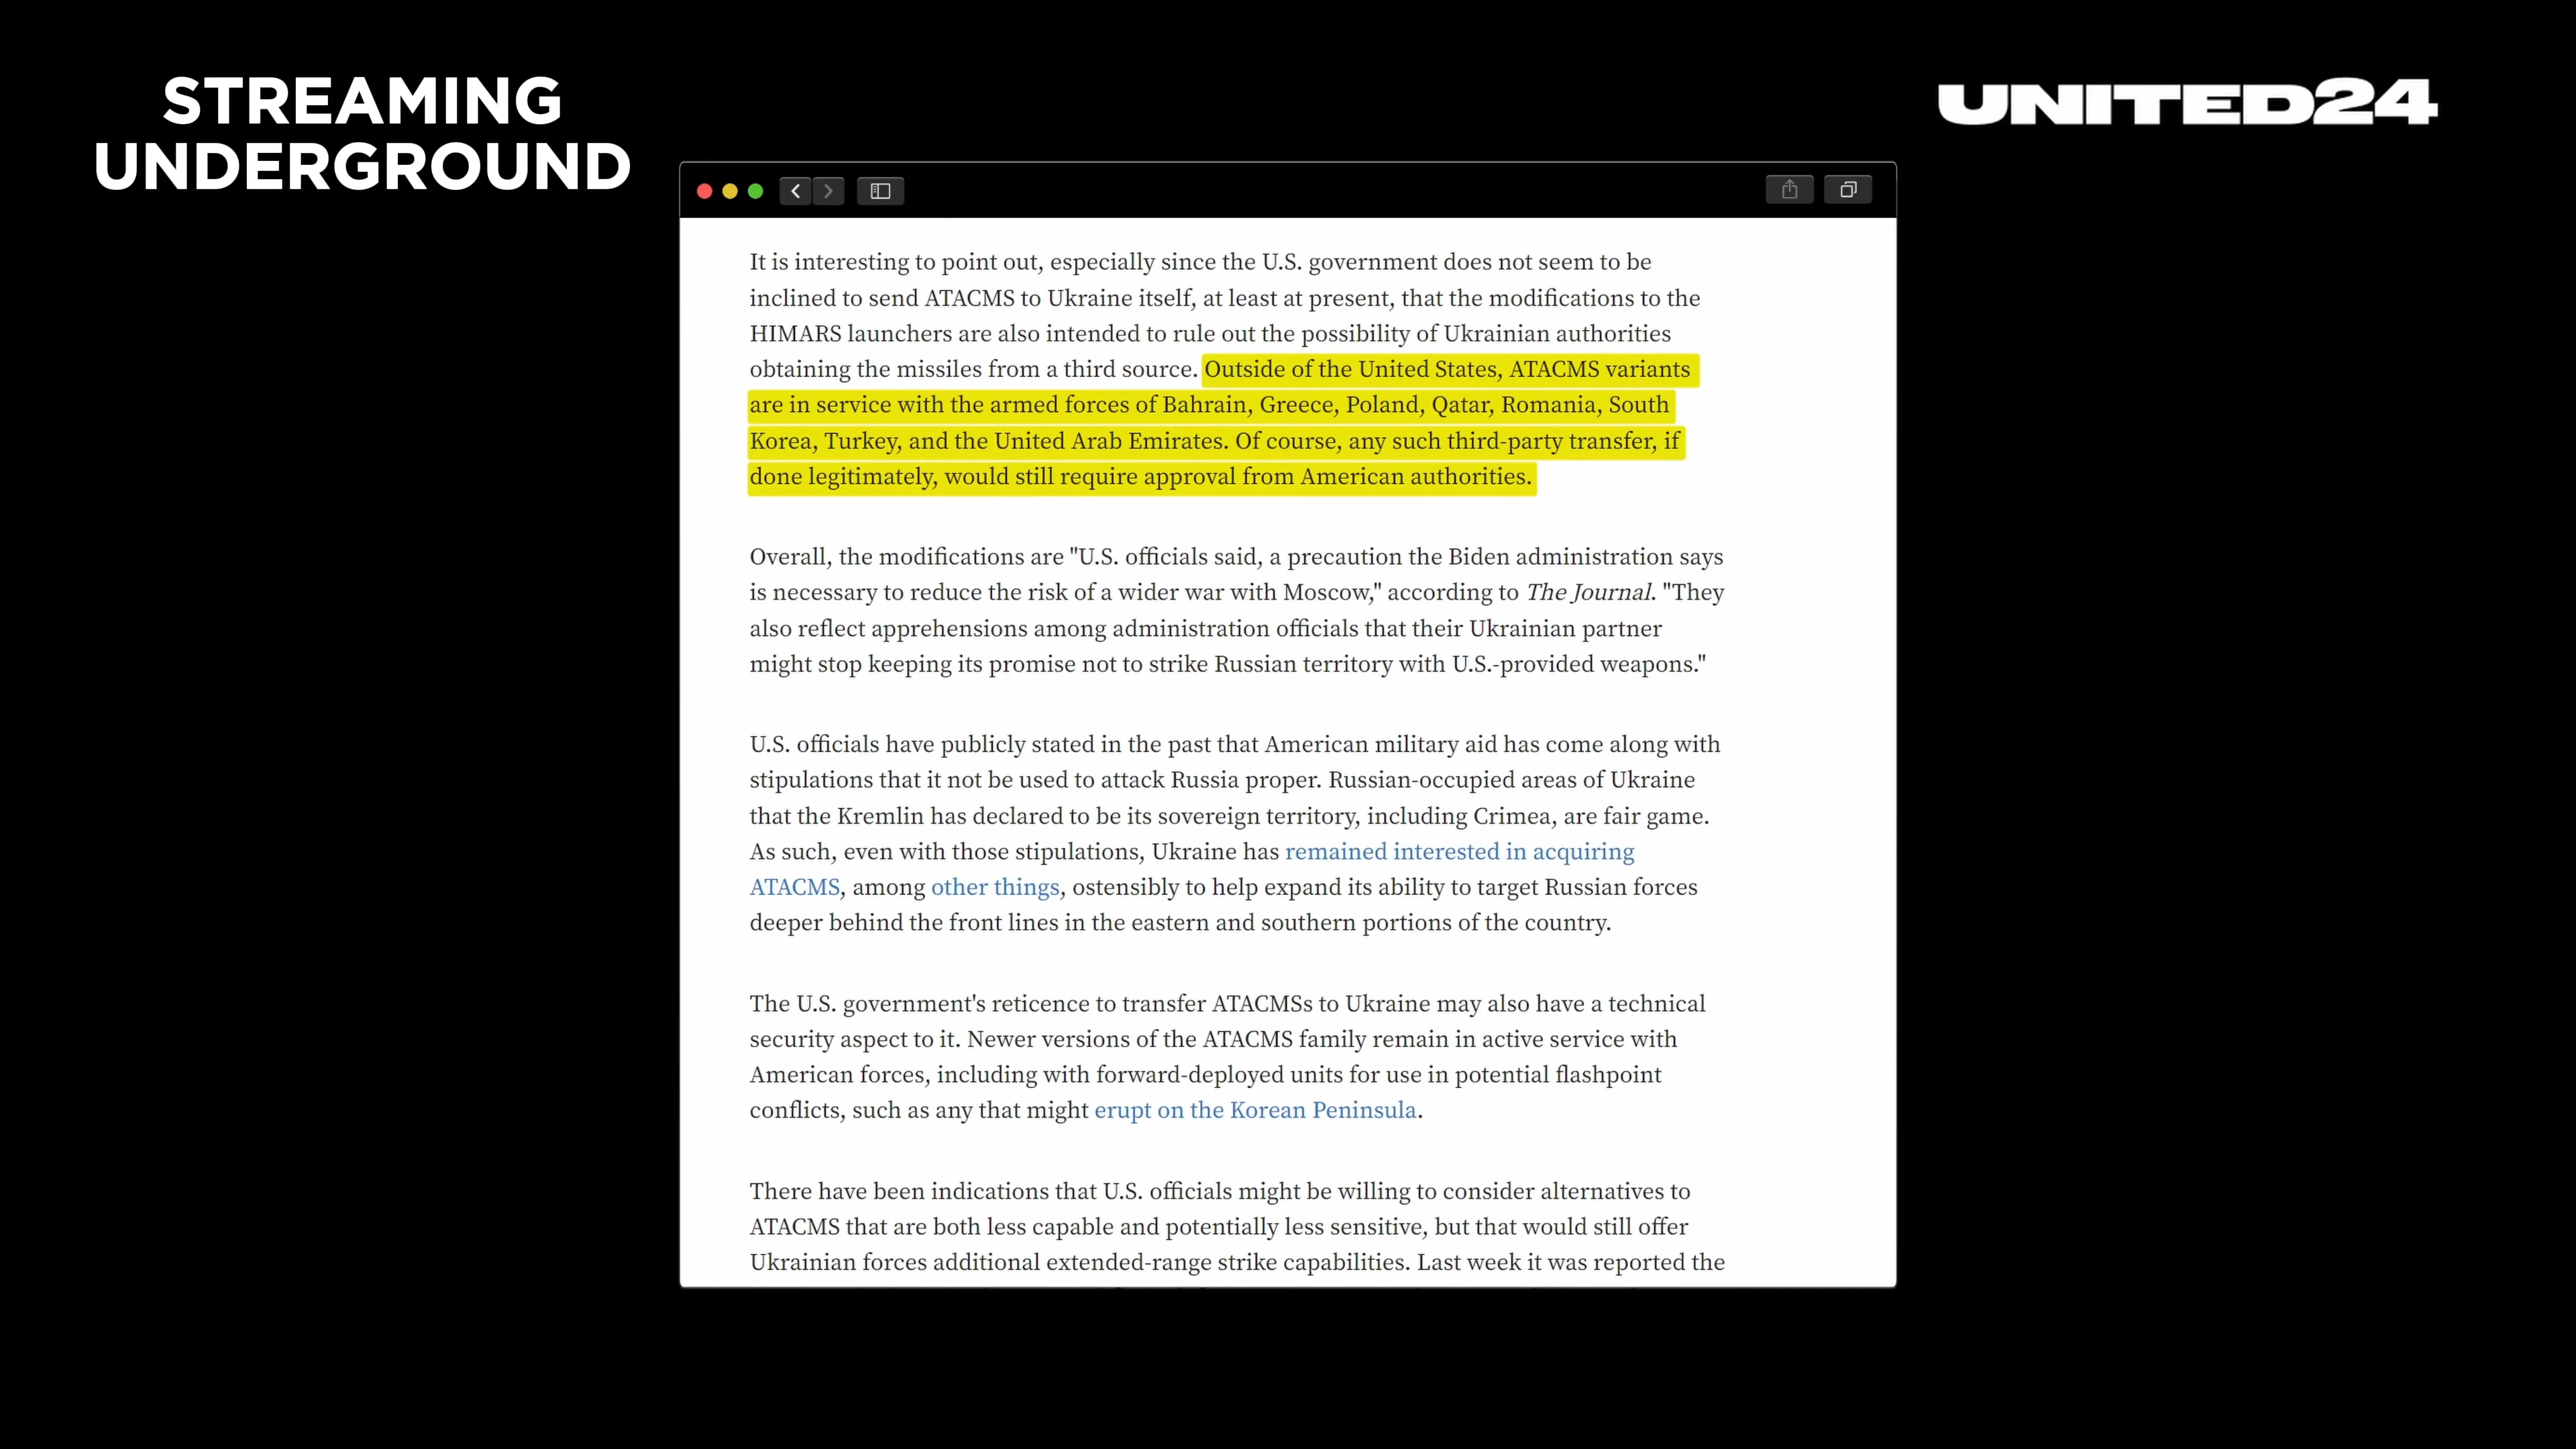 STREAMING
UNDERGROUND
UNITED24
It is interesting to point out, especially since the U.S. government does not seem to be
inclined to send ATACMS to Ukraine itself, at least at present, that the modifications to the
HIMARS launchers are also intended to rule out the possibility of Ukrainian authorities
obtaining the missiles from a third source. Outside of the United States, ATACMS variants
are in service with the armed forces of Bahrain, Greece, Poland, Qatar, Romania, South
Korea, Turkey, and the United Arab Emirates. Of course, any such third-party transfer, if
done legitimately, would still require approval from American authorities.
Overall, the modifications are "U.S. officials said, a precaution the Biden administration says
is necessary to reduce the risk of a wider war with Moscow," according to The Journal. "They
also reflect apprehensions among administration officials that their Ukrainian partner
might stop keeping its promise not to strike Russian territory with U.S.-provided weapons."
U.S. officials have publicly stated in the past that American military aid has come along with
stipulations that it not be used to attack Russia proper. Russian-occupied areas of Ukraine
that the Kremlin has declared to be its sovereign territory, including Crimea, are fair game.
As such, even with those stipulations, Ukraine has remained interested in acquiring
ATACMS, among other things, ostensibly to help expand its ability to target Russian forces
deeper behind the front lines in the eastern and southern portions of the country.
The U.S. government's reticence to transfer ATACMSs to Ukraine may also have a technical
security aspect to it. Newer versions of the ATACMS family remain in active service with
American forces, including with forward-deployed units for use in potential flashpoint
conflicts, such as any that might erupt on the Korean Peninsula.
There have been indications that U.S. officials might be willing to consider alternatives to
ATACMS that are both less capable and potentially less sensitive, but that would still offer
Ukrainian forces additional extended-range strike capabilities. Last week it was reported the